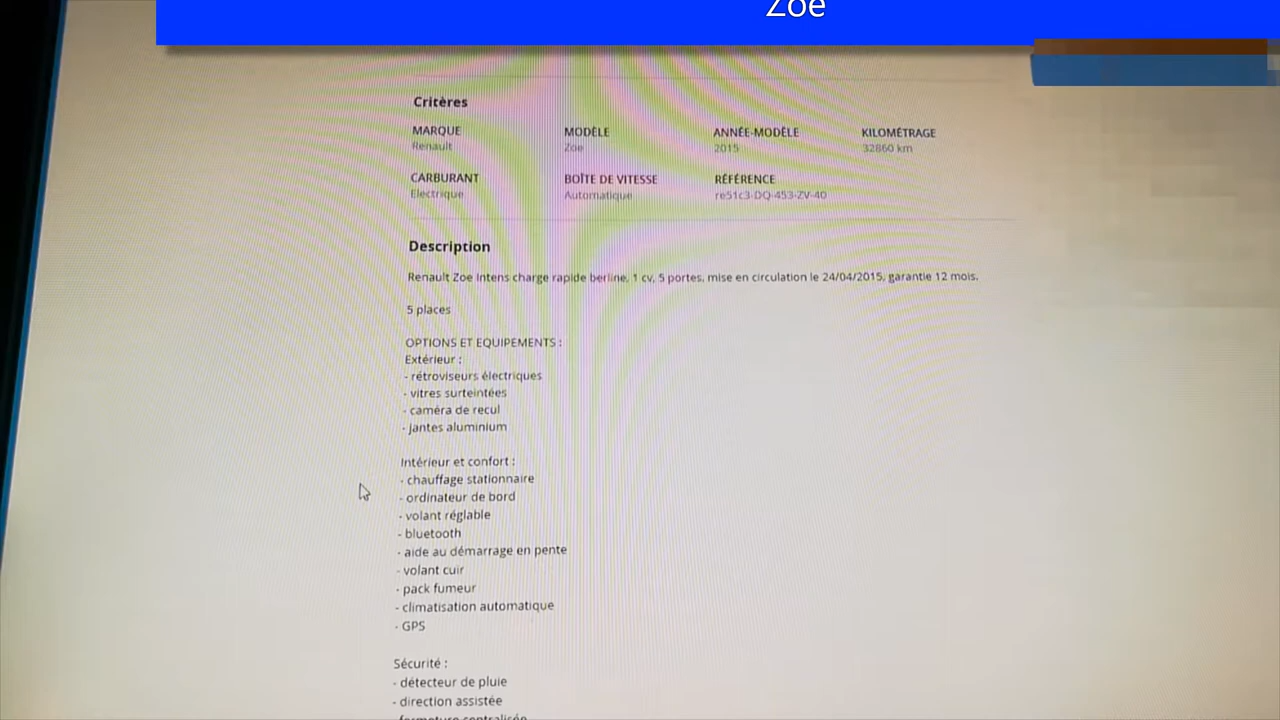 Zoe
Critères
MARQUE MODÈLE ANNÉE-MODÈLE KILOMÉTRAGE
Renault Zoe 2015 32860 km
CARBURANT BOÎTE DE VITESSE RÉFÉRENCE
Electrique Automatique re51c3-DQ-453-ZV-40
Description
Renault Zoe Intens charge rapide berline, 1 cv, 5 portes, mise en circulation le 24/04/2015, garantie 12 mois.
5 places
OPTIONS ET EQUIPEMENTS :
Extérieur :
- rétroviseurs électriques
- vitres surteintées
- caméra de recul
- jantes aluminium
Intérieur et confort :
- chauffage stationnaire
- ordinateur de bord
- volant réglable
- bluetooth
- aide au démarrage en pente
- volant cuir
- pack fumeur
- climatisation automatique
- GPS
Sécurité :
- détecteur de pluie
- direction assistée
- fermeture centralisée